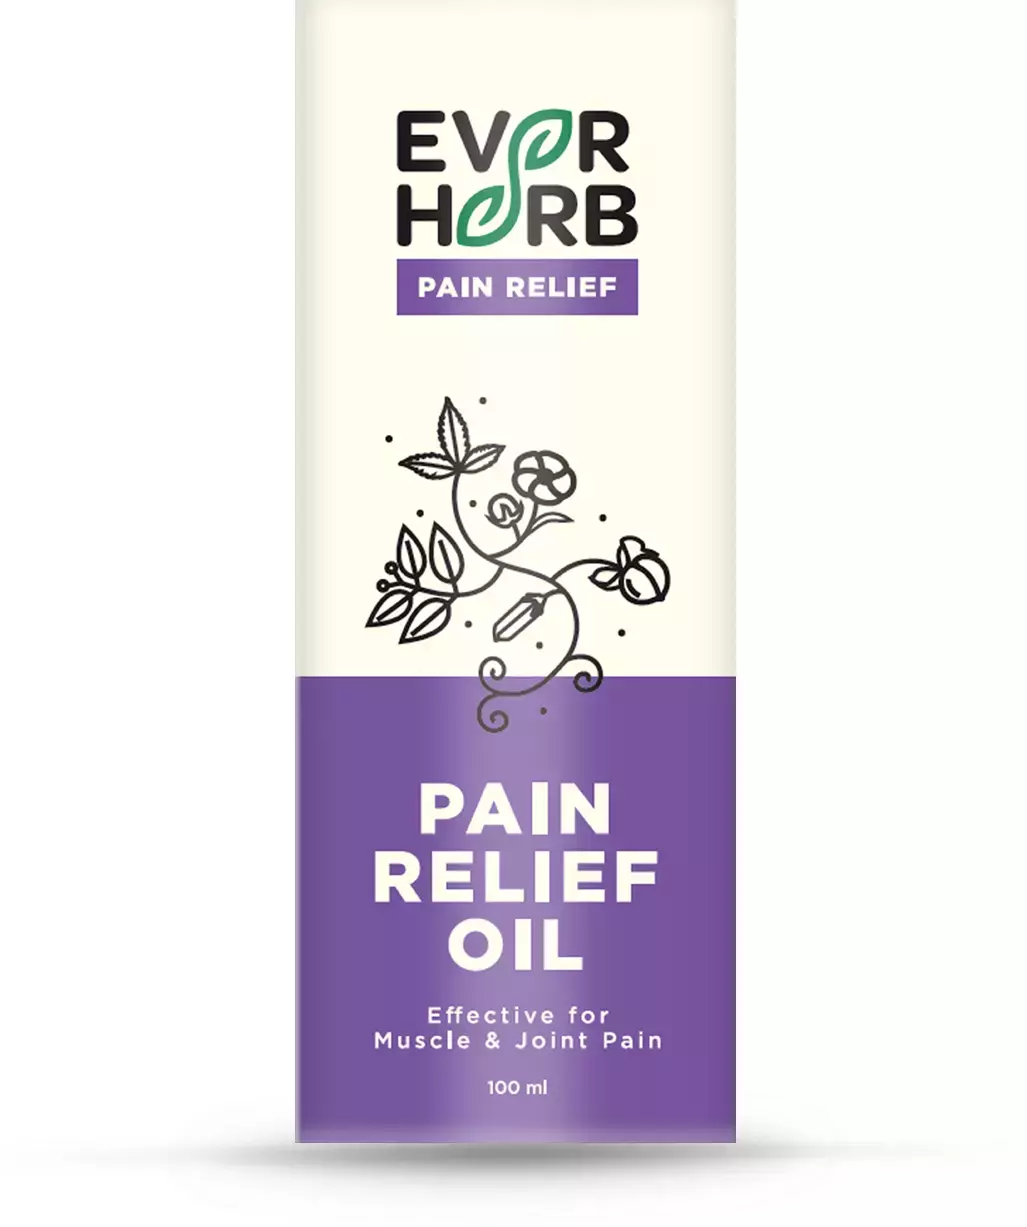 EVER
HERB
PAIN RELIEF
PAIN
RELIEF
OIL
Effective for
Muscle & Joint Pain
100 ml